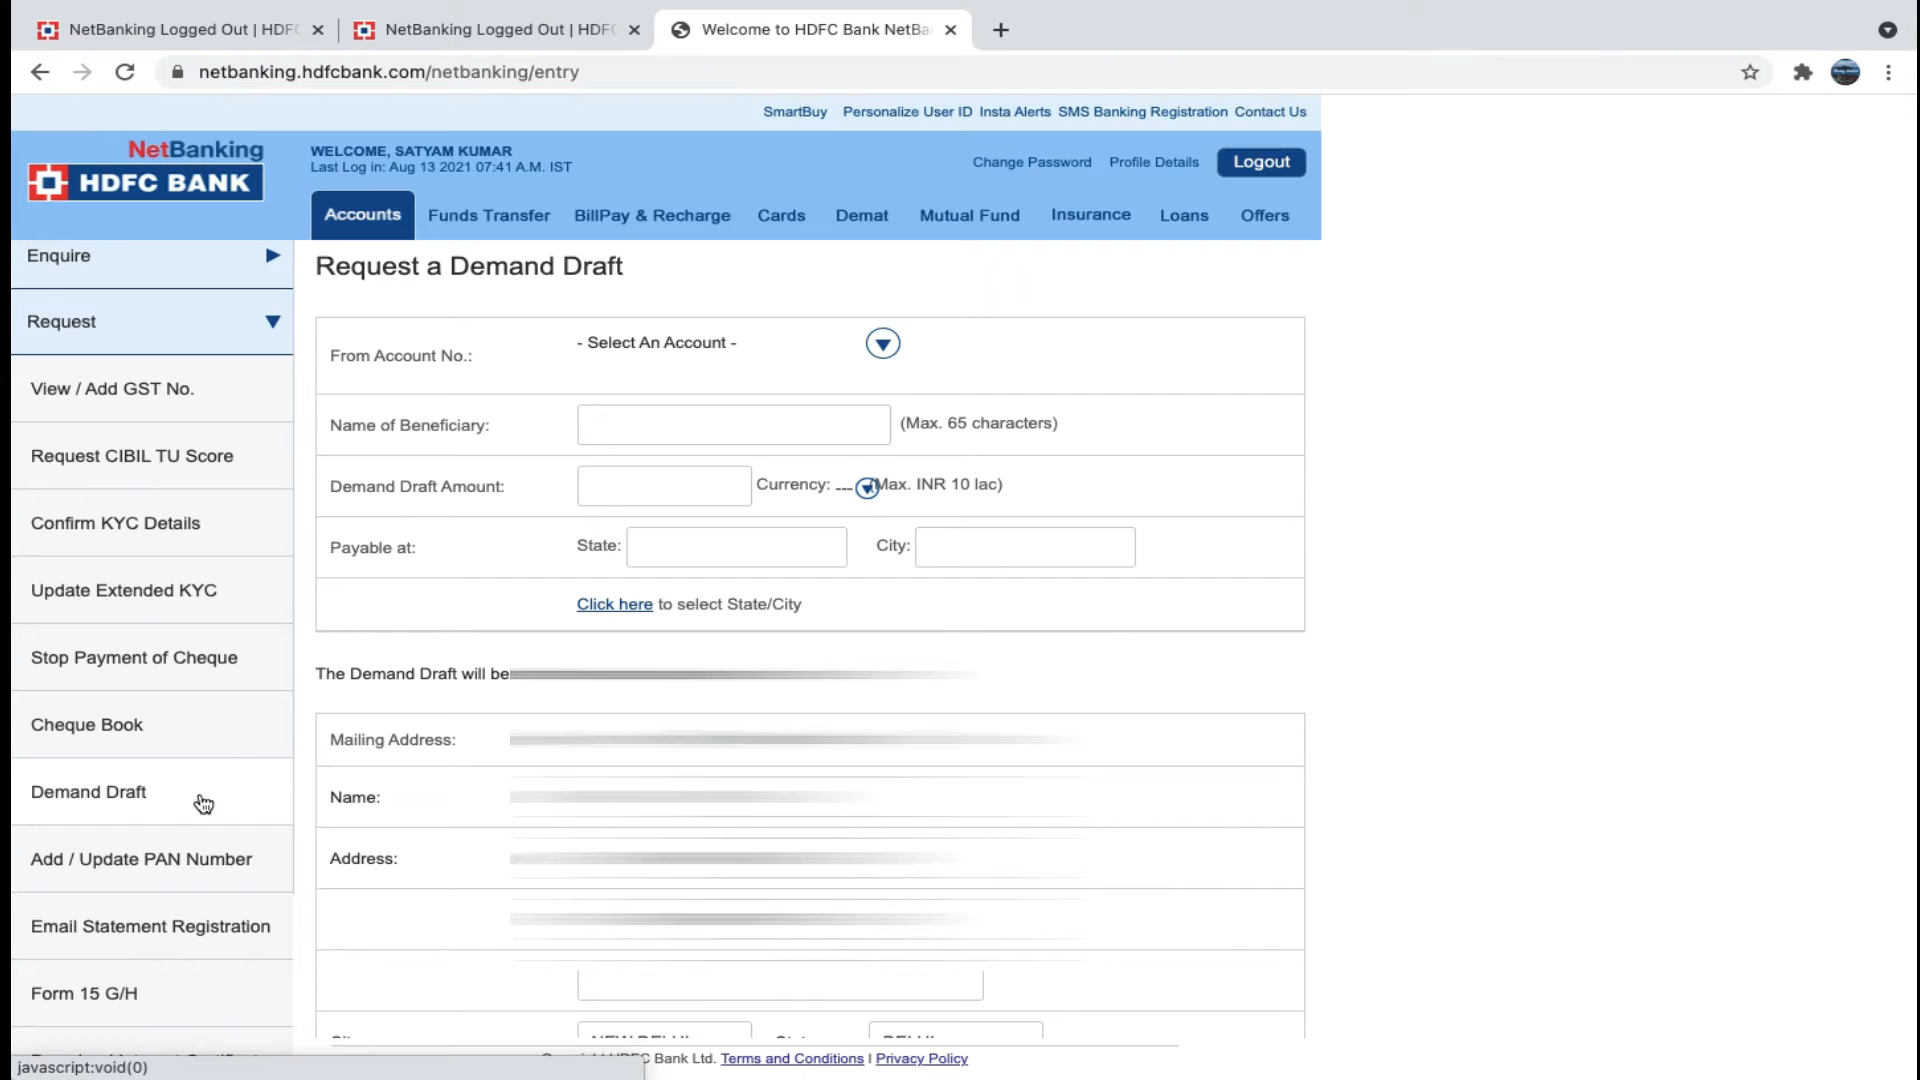 NetBanking Logged Out | HDFC
NetBanking Logged Out | HDFC
Welcome to HDFC Bank NetBa
netbanking.hdfcbank.com/netbanking/entry
SmartBuy Personalize User ID Insta Alerts SMS Banking Registration Contact Us
NetBanking
HDFC BANK
WELCOME, SATYAM KUMAR
Last Log in: Aug 13 2021 07:41 A.M. IST
Change Password Profile Details Logout
Accounts Funds Transfer BillPay & Recharge Cards Demat Mutual Fund Insurance Loans Offers
Enquire
Request
View / Add GST No.
Request CIBIL TU Score
Confirm KYC Details
Update Extended KYC
Stop Payment of Cheque
Cheque Book
Demand Draft
Add / Update PAN Number
Email Statement Registration
Form 15 G/H
Request a Demand Draft
From Account No.: - Select An Account -
Name of Beneficiary: (Max. 65 characters)
Demand Draft Amount: Currency: --- (Max. INR 10 lac)
Payable at: State: City:
Click here to select State/City
The Demand Draft will be
Mailing Address:
Name:
Address:
NEW DELHI DELHI
Bank Ltd. Terms and Conditions | Privacy Policy
javascript:void(0)